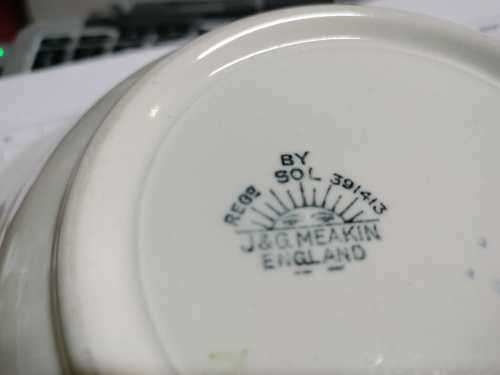 BY
SOL
REGD 391413
J&G.MEAKIN
ENGLAND